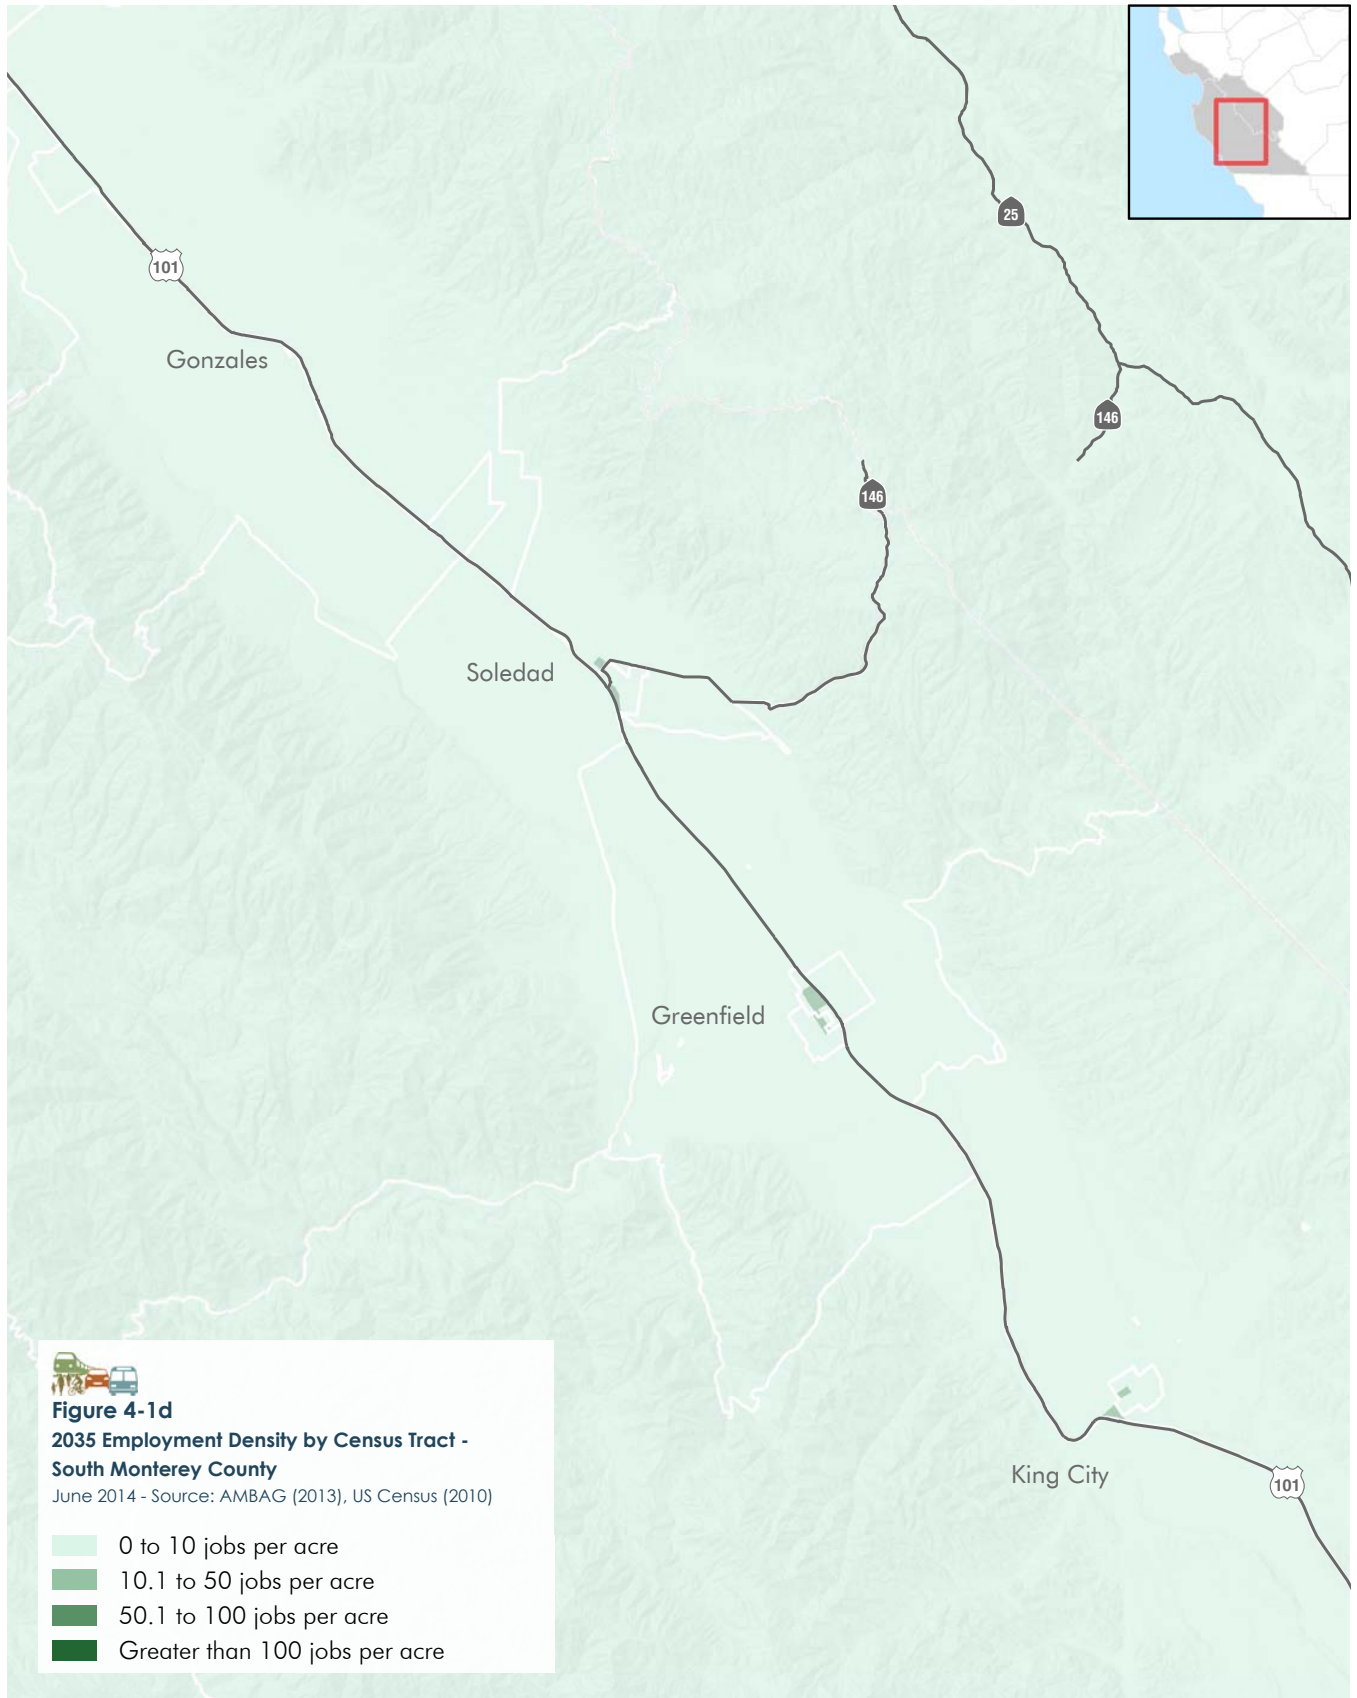 25
101
Gonzales
146
146
Soledad
Greenfield
King City
101
Figure 4-1d
2035 Employment Density by Census Tract -
South Monterey County
June 2014 - Source: AMBAG (2013), US Census (2010)
0 to 10 jobs per acre
10.1 to 50 jobs per acre
50.1 to 100 jobs per acre
Greater than 100 jobs per acre